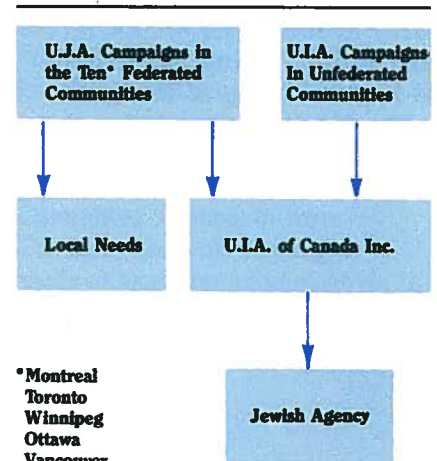 U.J.A. Campaigns in
the Ten* Federated
Communities
U.I.A. Campaigns
In Unfederated
Communities
Local Needs
U.I.A. of Canada Inc.
Jewish Agency
*Montreal
Toronto
Winnipeg
Ottawa
Vancouver